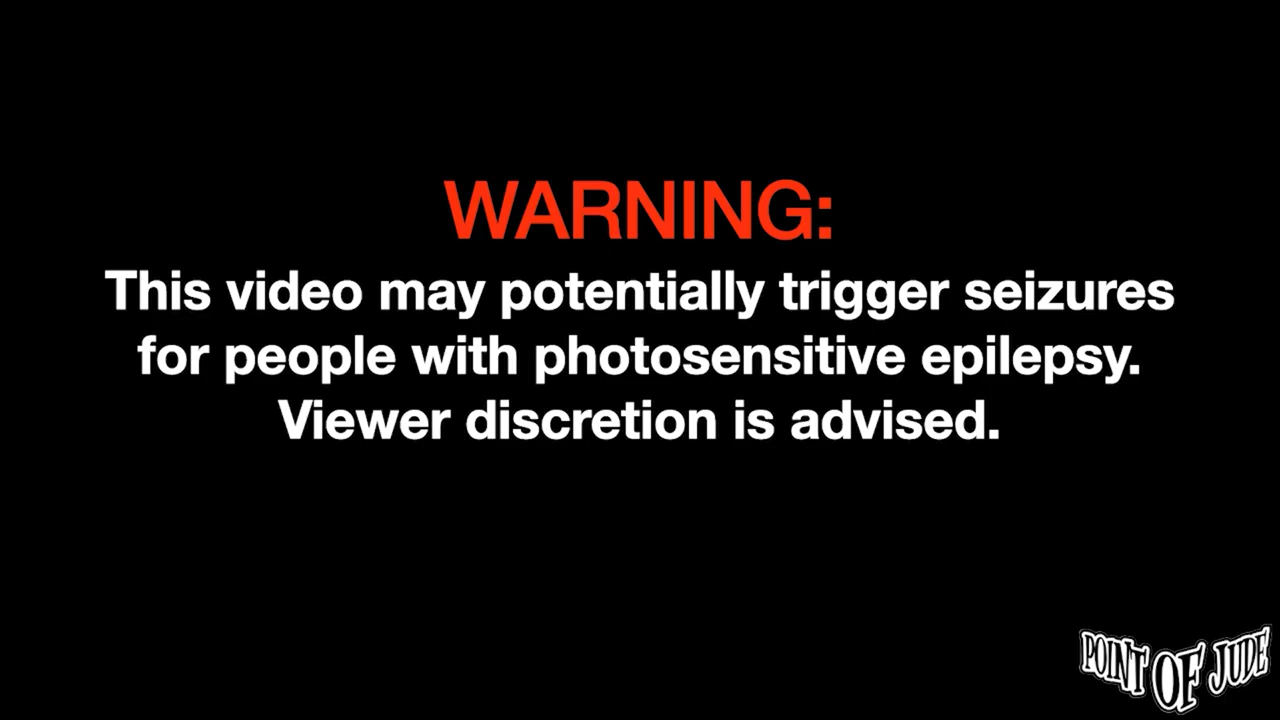 WARNING:
This video may potentially trigger seizures
for people with photosensitive epilepsy.
Viewer discretion is advised.
POINT OF JUDE